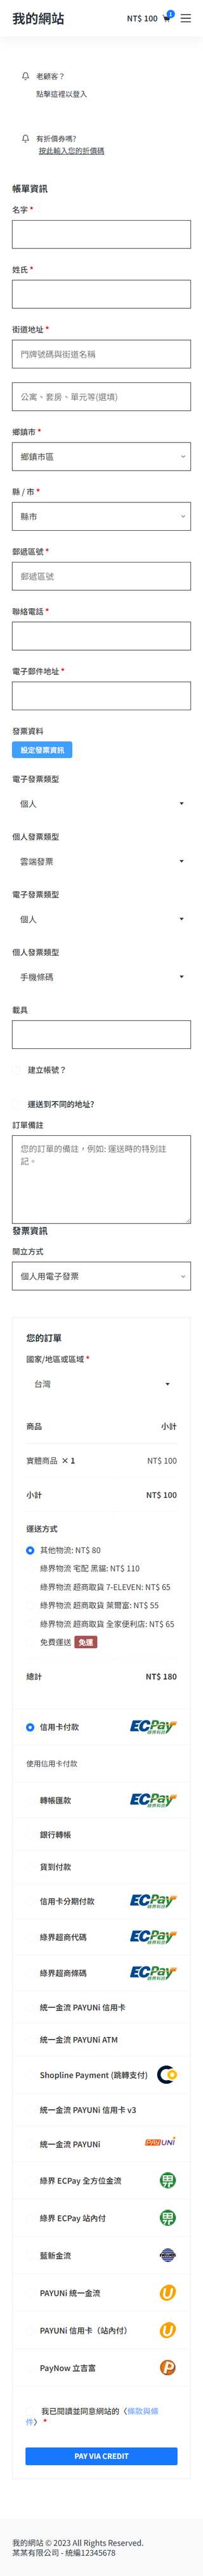 我的網站
NT$ 100
1
老顧客？
點擊這裡以登入
有折價券嗎?
按此輸入您的折價碼
帳單資訊
名字 *
姓氏 *
街道地址 *
門牌號碼與街道名稱
公寓、套房、單元等(選填)
鄉鎮市 *
鄉鎮市區
縣 / 市 *
縣市
郵遞區號 *
郵遞區號
聯絡電話 *
電子郵件地址 *
發票資料
設定發票資訊
電子發票類型
個人
個人發票類型
雲端發票
電子發票類型
個人
個人發票類型
手機條碼
載具
建立帳號？
運送到不同的地址?
訂單備註
您的訂單的備註，例如: 運送時的特別註
記。
發票資訊
開立方式
個人用電子發票
您的訂單
國家/地區或區域 *
台灣
商品 小計
實體商品 × 1 NT$ 100
小計 NT$ 100
運送方式
其他物流: NT$ 80
綠界物流 宅配 黑貓: NT$ 110
綠界物流 超商取貨 7-ELEVEN: NT$ 65
綠界物流 超商取貨 萊爾富: NT$ 55
綠界物流 超商取貨 全家便利店: NT$ 65
免費運送 免運
總計 NT$ 180
信用卡付款 ECPay 綠界科技
使用信用卡付款
轉帳匯款 ECPay 綠界科技
銀行轉帳
貨到付款
信用卡分期付款 ECPay 綠界科技
綠界超商代碼 ECPay 綠界科技
綠界超商條碼 ECPay 綠界科技
統一金流 PAYUNi 信用卡
統一金流 PAYUNi ATM
Shopline Payment (跳轉支付)
統一金流 PAYUNi 信用卡 v3
統一金流 PAYUNi PAYUNi
綠界 ECPay 全方位金流
綠界 ECPay 站內付
藍新金流
PAYUNi 統一金流
PAYUNi 信用卡（站內付）
PayNow 立吉富
我已閱讀並同意網站的〈條款與條
件〉 *
PAY VIA CREDIT
我的網站 © 2023 All Rights Reserved.
某某有限公司 - 統編12345678